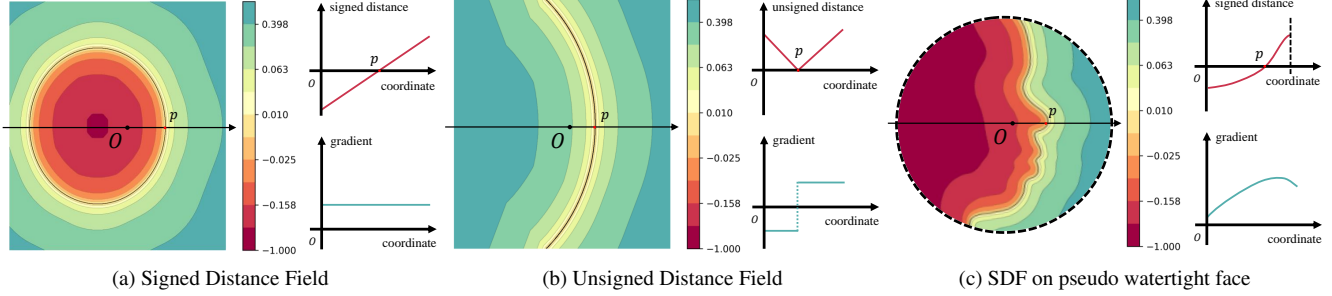 0.398
0.063
0.010
−0.025
−0.158
−1.000
O
p
signed distance
p
0
coordinate
gradient
0
coordinate
(a) Signed Distance Field
0.398
0.063
0.010
−0.025
−0.158
−1.000
O
p
unsigned distance
p
0
coordinate
gradient
0
coordinate
(b) Unsigned Distance Field
0.398
0.063
0.010
−0.025
−0.158
−1.000
O
p
signed distance
p
0
coordinate
gradient
0
coordinate
(c) SDF on pseudo watertight face